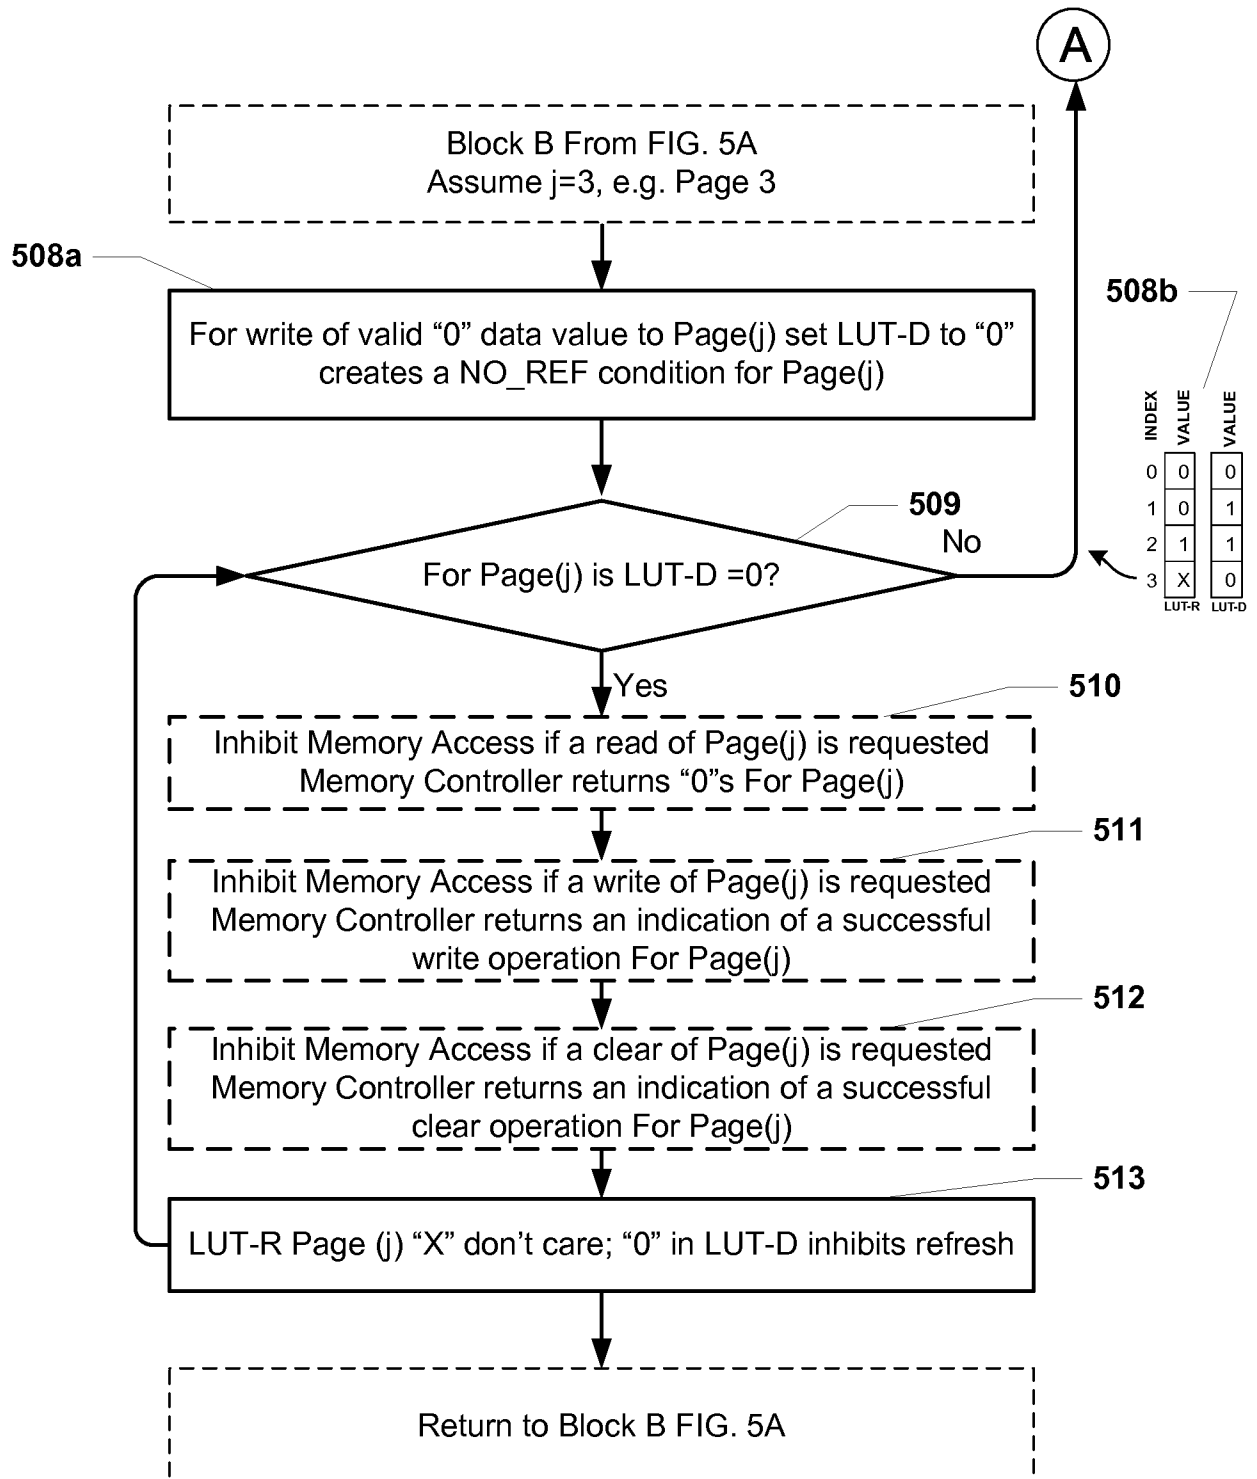 A
Block B From FIG. 5A
Assume j=3, e.g. Page 3
508a
For write of valid “0” data value to Page(j) set LUT-D to “0”
creates a NO_REF condition for Page(j)
508b
INDEX VALUE VALUE
0 0 0
1 0 1
2 1 1
3 X 0
LUT-R LUT-D
509
No
For Page(j) is LUT-D =0?
Yes
510
Inhibit Memory Access if a read of Page(j) is requested
Memory Controller returns “0”s For Page(j)
511
Inhibit Memory Access if a write of Page(j) is requested
Memory Controller returns an indication of a successful
write operation For Page(j)
512
Inhibit Memory Access if a clear of Page(j) is requested
Memory Controller returns an indication of a successful
clear operation For Page(j)
513
LUT-R Page (j) “X” don’t care; “0” in LUT-D inhibits refresh
Return to Block B FIG. 5A